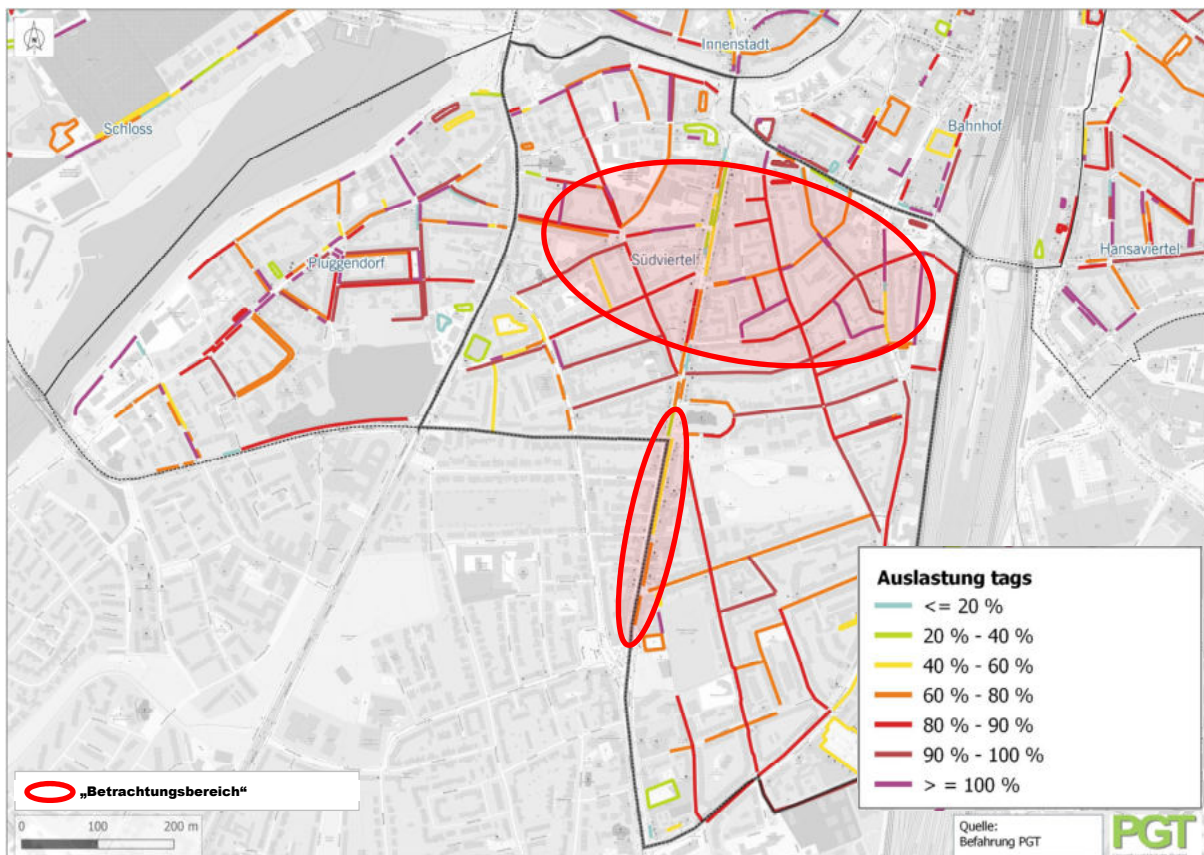 N
Innenstadt
Schloss
Bahnhof
Pluggendorf
Südviertel
Hansaviertel
Auslastung tags
<= 20 %
20 % - 40 %
40 % - 60 %
60 % - 80 %
80 % - 90 %
90 % - 100 %
> = 100 %
„Betrachtungsbereich“
0 100 200 m
Quelle:
Befahrung PGT
PGT